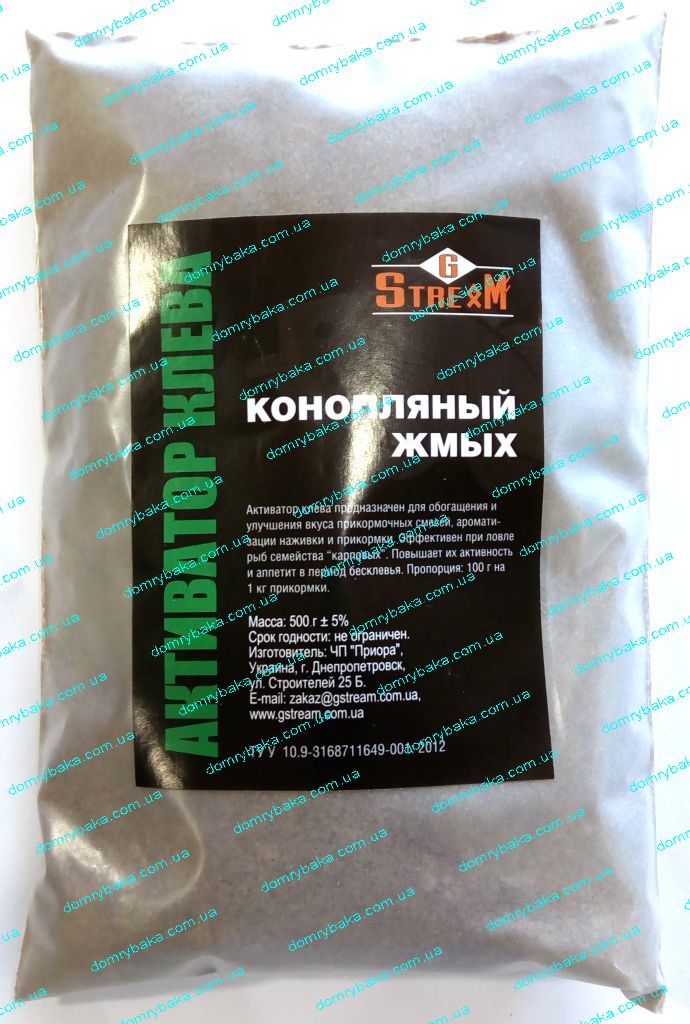 АКТИВАТОР КЛЕВА
G
STREAM
КОНОПЛЯНЫЙ
ЖМЫХ
Активатор клева предназначен для обогащения и
улучшения вкуса прикормочных смесей, аромати-
зации наживки и прикормки. Эффективен при ловле
рыб семейства "карповых". Повышает их активность
и аппетит в период бесклевья. Пропорция: 100 г на
1 кг прикормки.
Масса: 500 г ± 5%
Срок годности: не ограничен.
Изготовитель: ЧП "Приора",
Украина, г. Днепропетровск,
ул. Строителей 25 Б.
E-mail: zakaz@gstream.com.ua,
www.gstream.com.ua
ТУ У 10.9-3168711649-001:2012
domrybaka.com.ua